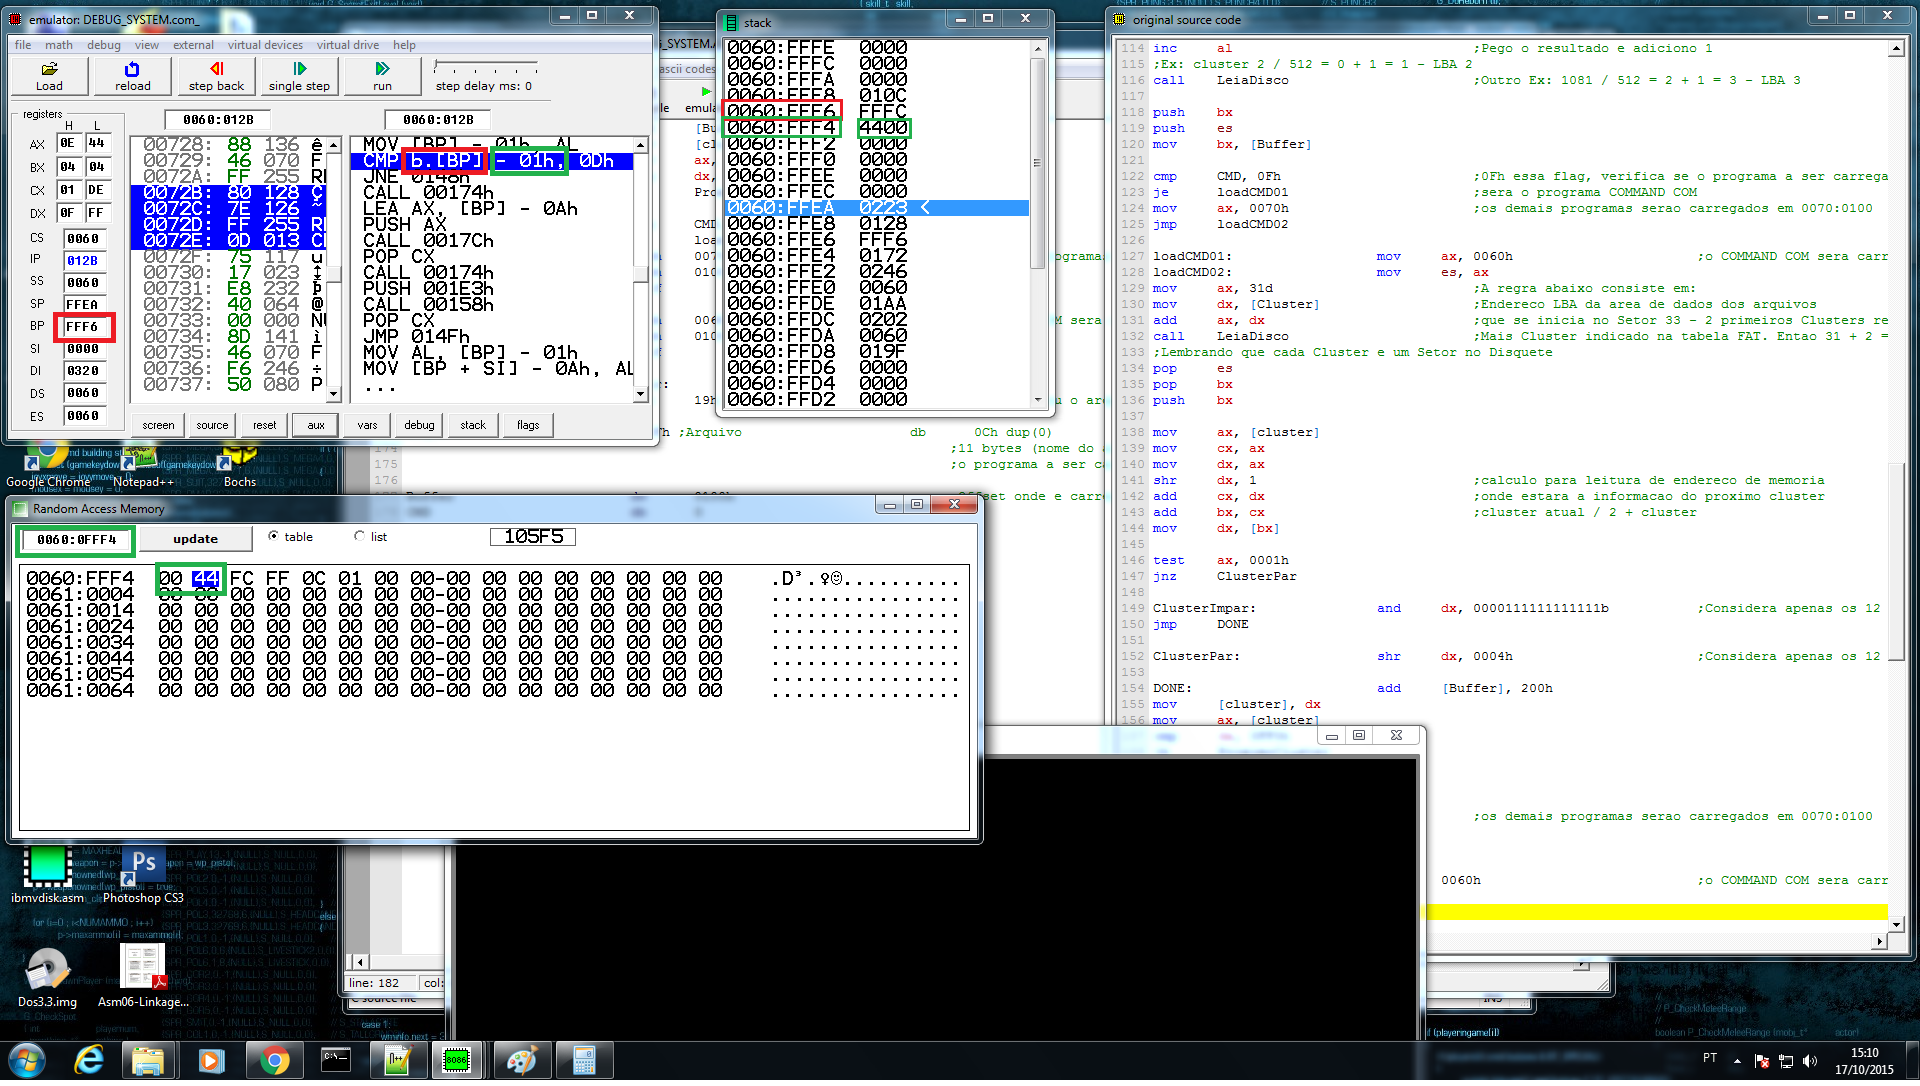 emulator: DEBUG_SYSTEM.com_
file math debug view external virtual devices virtual drive help
Load reload step back single step run step delay ms: 0
registers
H L
AX 0E 44
BX 04 04
CX 01 DE
DX 0F FF
CS 0060
IP 012B
SS 0060
SP FFEA
BP FFF6
SI 0000
DI 0320
DS 0060
ES 0060
0060:012B
0060:012B
00728: 88 136 ê
00729: 46 070 F
0072A: FF 255
0072B: 80 128 Ç
0072C: 7E 126 ~
0072D: FF 255
0072E: 0D 013
0072F: 75 117 u
00730: 17 023 ↨
00731: E8 232 Þ
00732: 40 064 @
00733: 00 000
00734: 8D 141 ì
00735: 46 070 F
00736: F6 246 ÷
00737: 50 080 P
MOV [BP] - 01h, AL
CMP b.[BP] - 01h, 0Dh
JNE 0148h
CALL 00174h
LEA AX, [BP] - 0Ah
PUSH AX
CALL 0017Ch
POP CX
CALL 00174h
PUSH 001E3h
CALL 00158h
POP CX
JMP 014Fh
MOV AL, [BP] - 01h
MOV [BP + SI] - 0Ah, AL
...
screen source reset aux vars debug stack flags
stack
0060:FFFE 0000
0060:FFFC 0000
0060:FFFA 0000
0060:FFF8 010C
0060:FFF6 FFFC
0060:FFF4 4400
0060:FFF2 0000
0060:FFF0 0000
0060:FFEE 0000
0060:FFEC 0000
0060:FFEA 0223 <
0060:FFE8 0128
0060:FFE6 FFF6
0060:FFE4 0172
0060:FFE2 0246
0060:FFE0 0060
0060:FFDE 01AA
0060:FFDC 0202
0060:FFDA 0060
0060:FFD8 019F
0060:FFD6 0000
0060:FFD4 0000
0060:FFD2 0000
original source code
114 inc al ;Pego o resultado e adiciono 1
115 ;Ex: cluster 2 / 512 = 0 + 1 = 1 - LBA 2
116 call LeiaDisco ;Outro Ex: 1081 / 512 = 2 + 1 = 3 - LBA 3
117
118 push bx
119 push es
120 mov bx, [Buffer]
121
122 cmp CMD, 0Fh ;0Fh essa flag, verifica se o programa a ser carrega
123 je loadCMD01 ;sera o programa COMMAND COM
124 mov ax, 0070h ;os demais programas serao carregados em 0070:0100
125 jmp loadCMD02
126
127 loadCMD01: mov ax, 0060h ;o COMMAND COM sera carr
128 loadCMD02: mov es, ax
129 mov ax, 31d ;A regra abaixo consiste em:
130 mov dx, [Cluster] ;Endereco LBA da area de dados dos arquivos
131 add ax, dx ;que se inicia no Setor 33 - 2 primeiros Clusters re
132 call LeiaDisco ;Mais Cluster indicado na tabela FAT. Entao 31 + 2 =
133 ;Lembrando que cada Cluster e um Setor no Disquete
134 pop es
135 pop bx
136 push bx
137
138 mov ax, [cluster]
139 mov cx, ax
140 mov dx, ax
141 shr dx, 1 ;calculo para leitura de endereco de memoria
142 add cx, dx ;onde estara a informacao do proximo cluster
143 add bx, cx ;cluster atual / 2 + cluster
144 mov dx, [bx]
145
146 test ax, 0001h
147 jnz ClusterPar
148
149 ClusterImpar: and dx, 0000111111111111b ;Considera apenas os 12
150 jmp DONE
151
152 ClusterPar: shr dx, 0004h ;Considera apenas os 12
153
154 DONE: add [Buffer], 200h
155 mov [cluster], dx
156 mov ax, [cluster]
;os demais programas serao carregados em 0070:0100
0060h ;o COMMAND COM sera carr
_SYSTEM.A
ascii codes
emula
19h
;Arquivo db 0Ch dup(0)
175 ;11 bytes (nome do a
176 ;o programa a ser ca
Google Chrome Notepad++ Bochs
Random Access Memory
0060:0FFF4 update table list 105F5
0060:FFF4 00 44 FC FF 0C 01 00 00-00 00 00 00 00 00 00 00 .D³.♀☺..........
0061:0004 00 00 00 00 00 00 00 00-00 00 00 00 00 00 00 00 ................
0061:0014 00 00 00 00 00 00 00 00-00 00 00 00 00 00 00 00 ................
0061:0024 00 00 00 00 00 00 00 00-00 00 00 00 00 00 00 00 ................
0061:0034 00 00 00 00 00 00 00 00-00 00 00 00 00 00 00 00 ................
0061:0044 00 00 00 00 00 00 00 00-00 00 00 00 00 00 00 00 ................
0061:0054 00 00 00 00 00 00 00 00-00 00 00 00 00 00 00 00 ................
0061:0064 00 00 00 00 00 00 00 00-00 00 00 00 00 00 00 00 ................
ibmvdisk.asm Photoshop CS3
Dos3.3.img Asm06-Linkage...
line: 182 col:
case 1:
boolean P_CheckMeleeRange (mobj_t* actor)
PT
15:10
17/10/2015